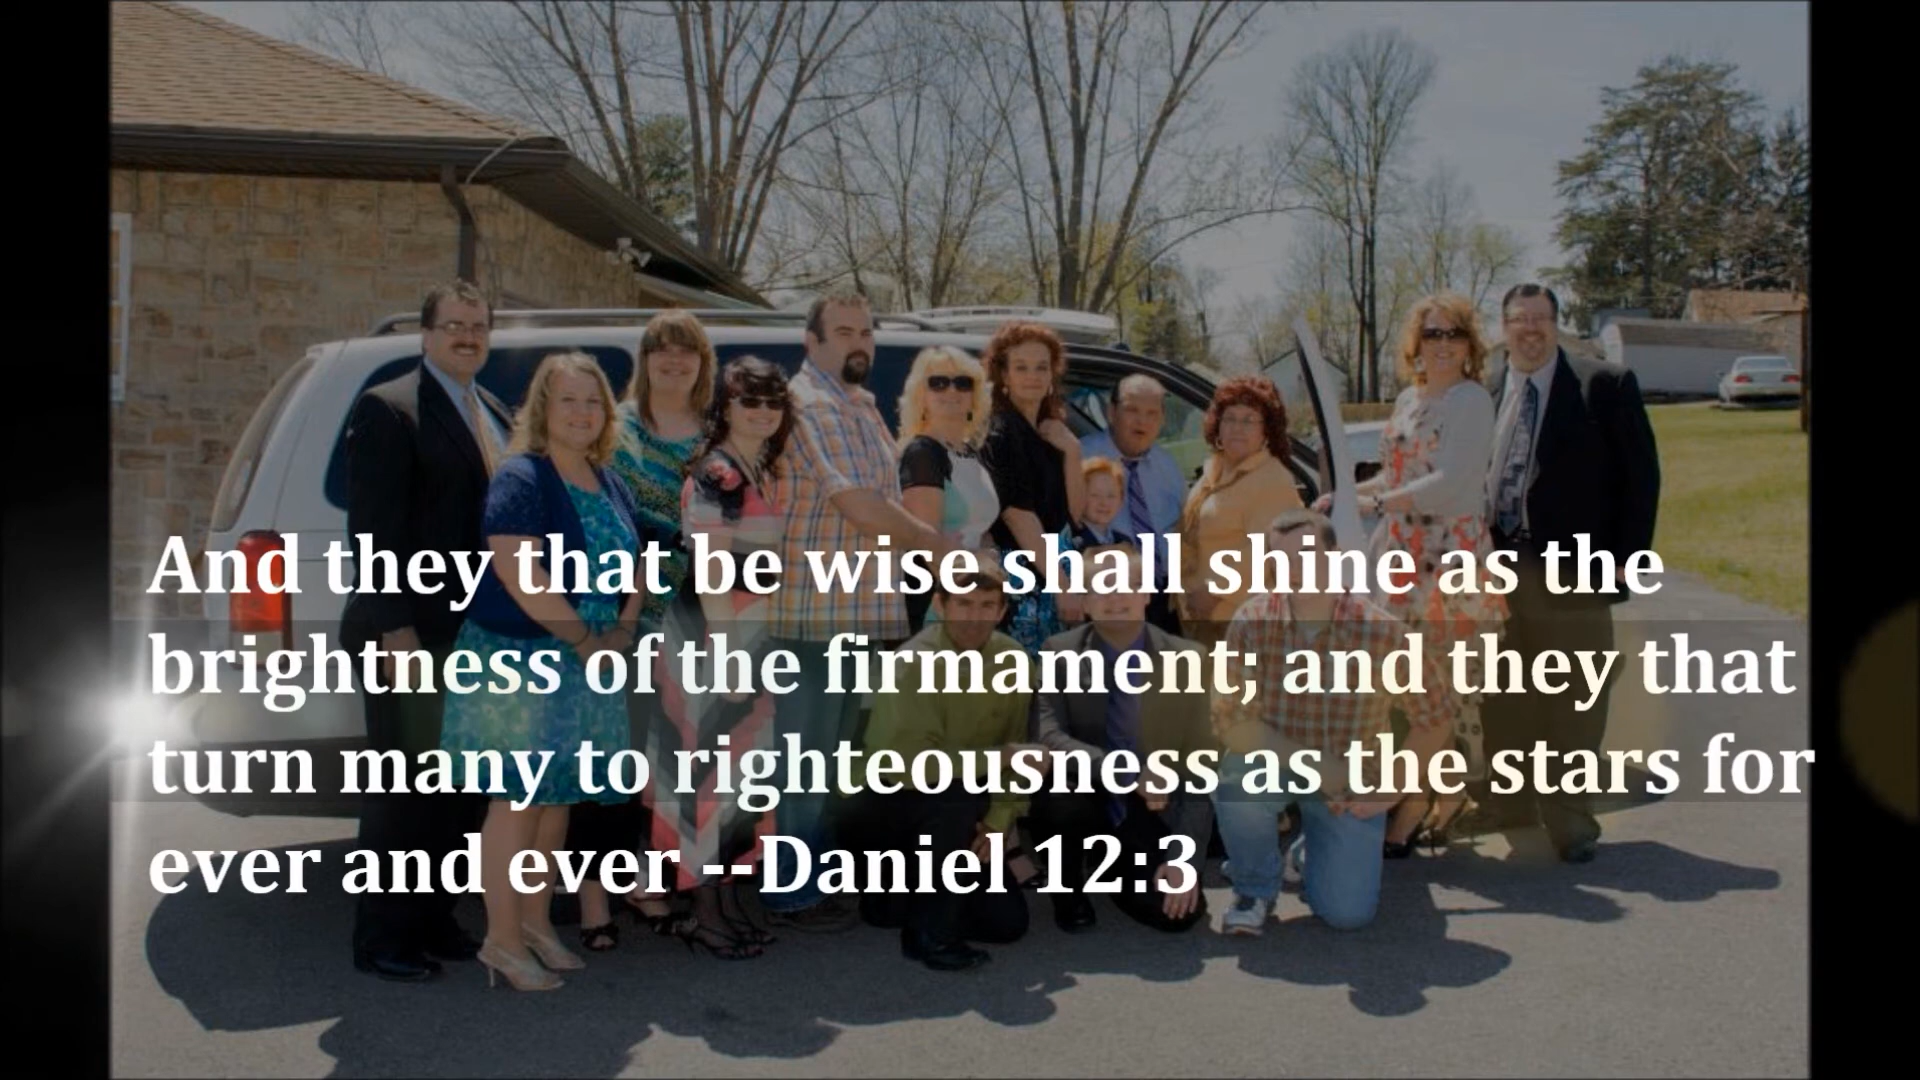 And they that be wise shall shine as the
brightness of the firmament; and they that
turn many to righteousness as the stars for
ever and ever --Daniel 12:3